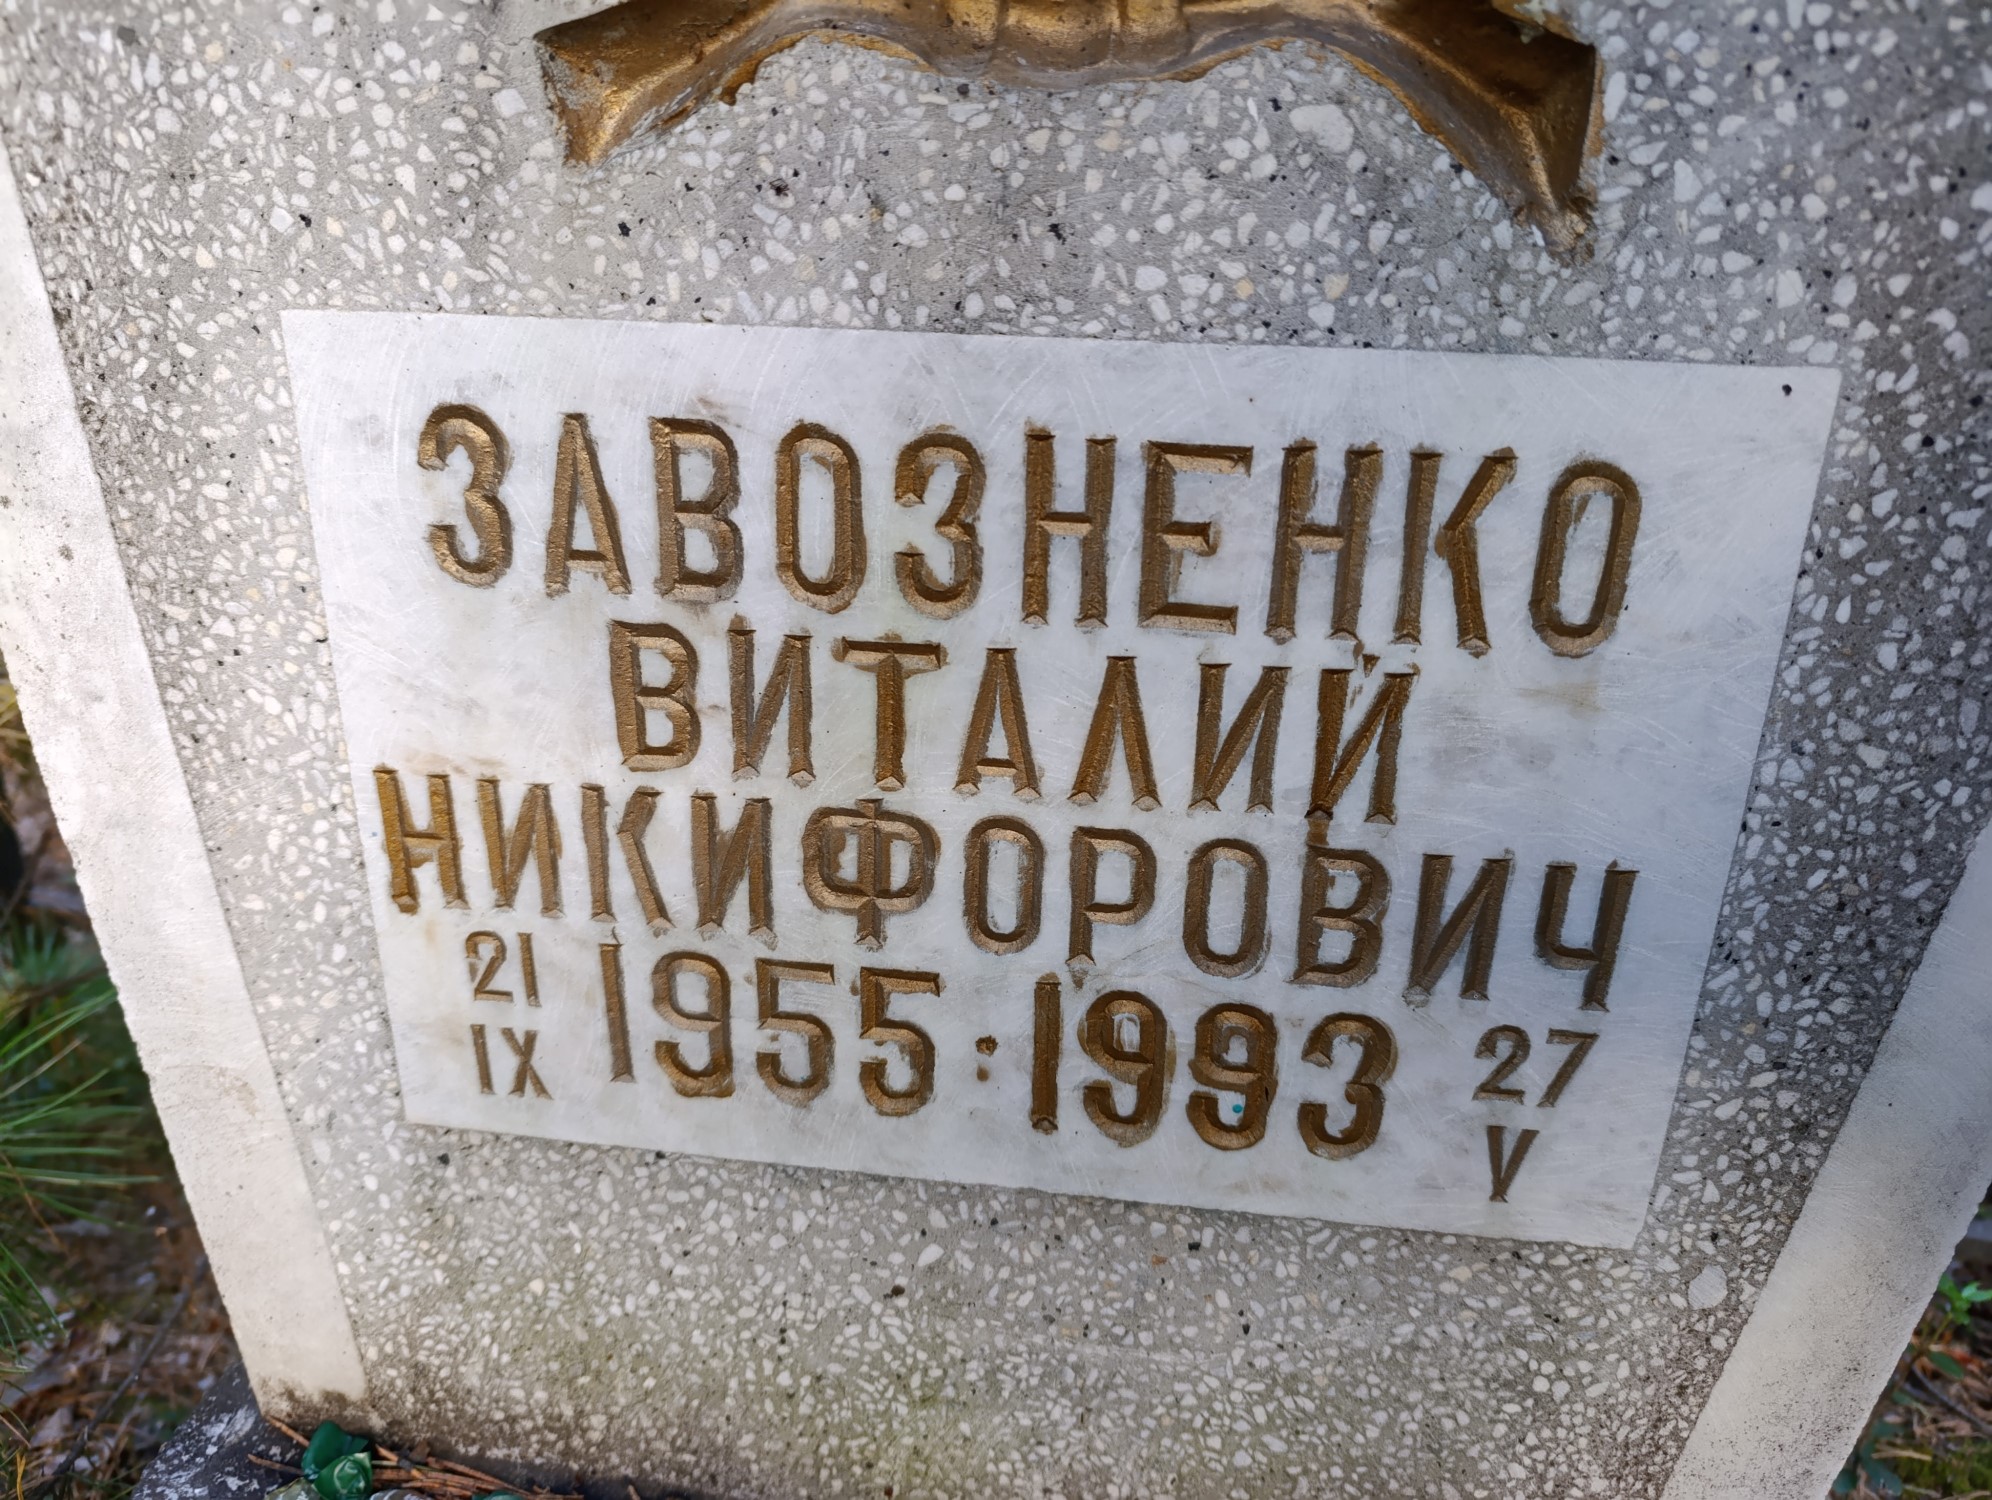 ЗАВОЗНЕНКО
ВИТАЛИЙ
НИКИФОРОВИЧ
21 IX 1955 : 1993 27 V